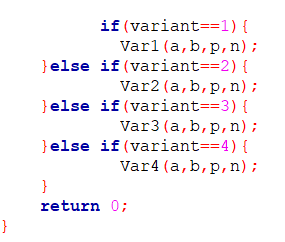 if(variant==1){
Var1(a,b,p,n);
}else if(variant==2){
Var2(a,b,p,n);
}else if(variant==3){
Var3(a,b,p,n);
}else if(variant==4){
Var4(a,b,p,n);
}
return 0;
}